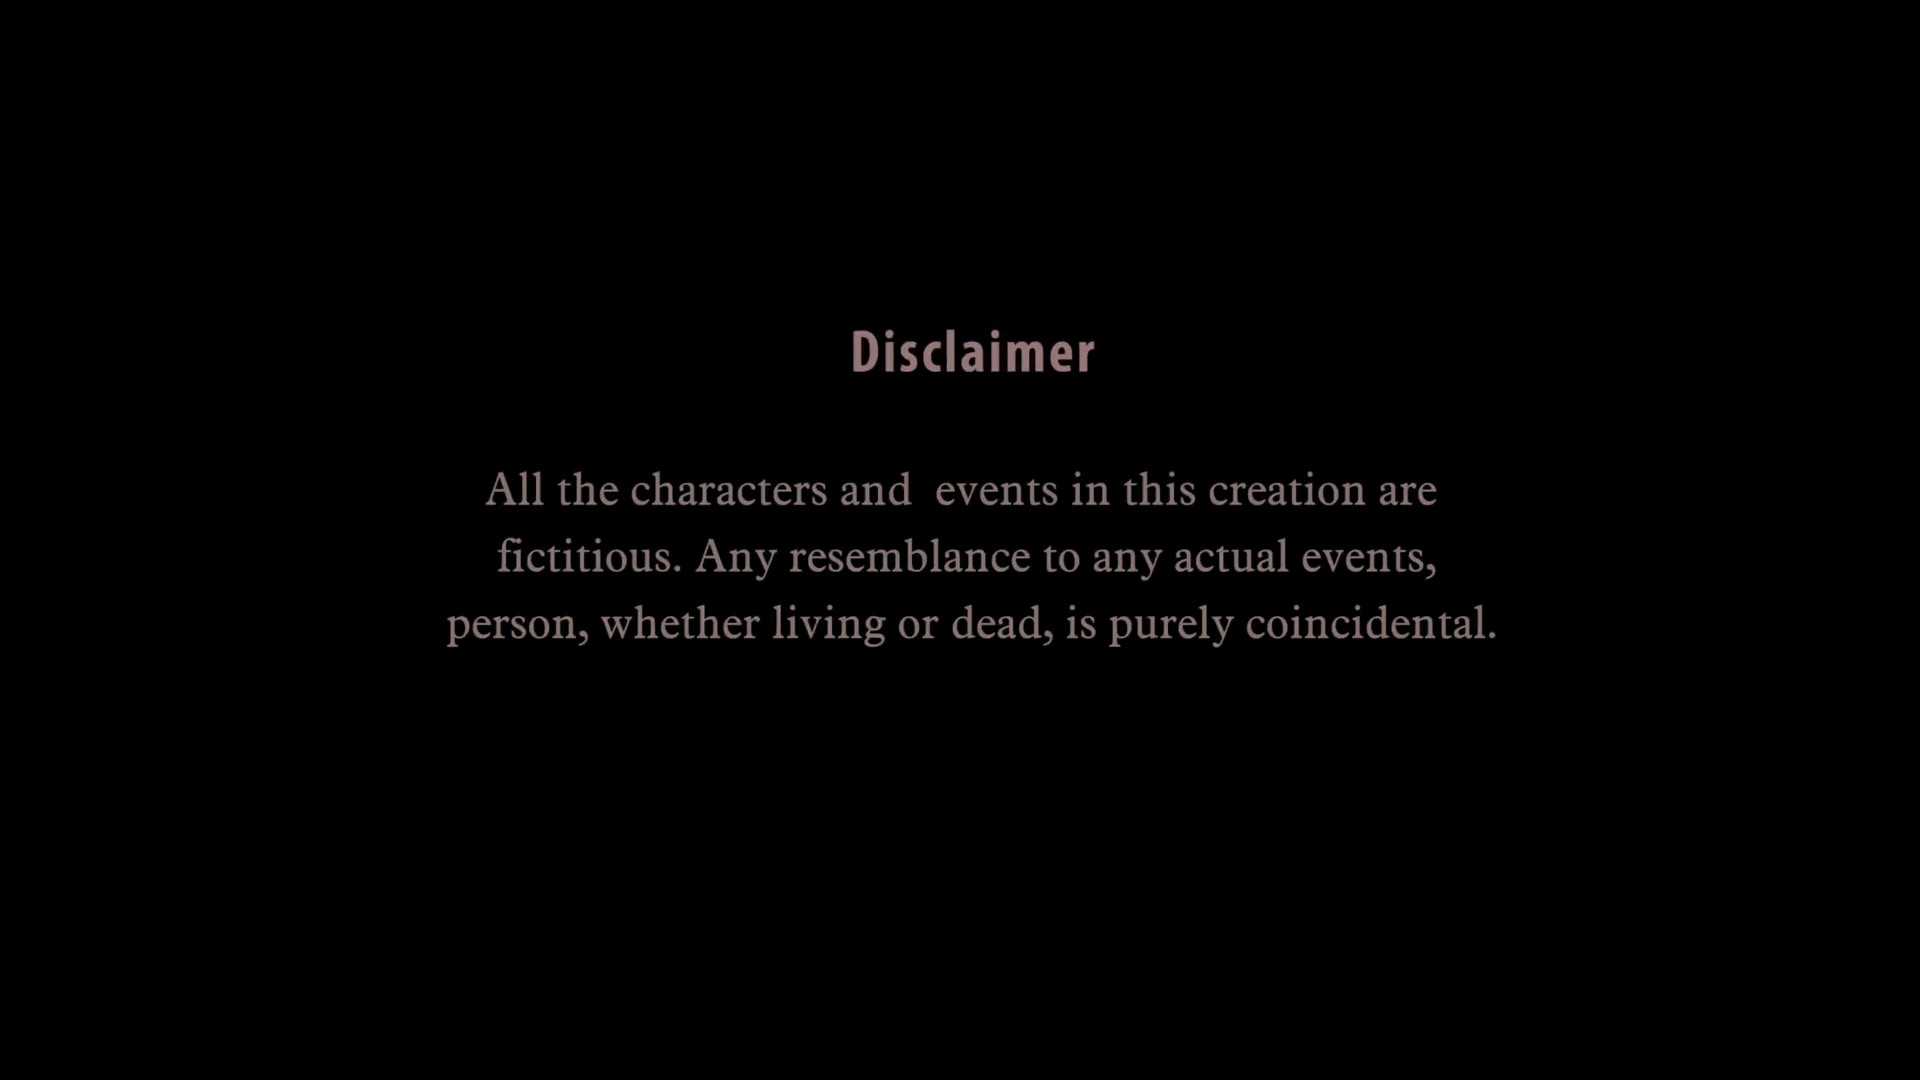 Disclaimer
All the characters and  events in this creation are
fictitious. Any resemblance to any actual events,
person, whether living or dead, is purely coincidental.